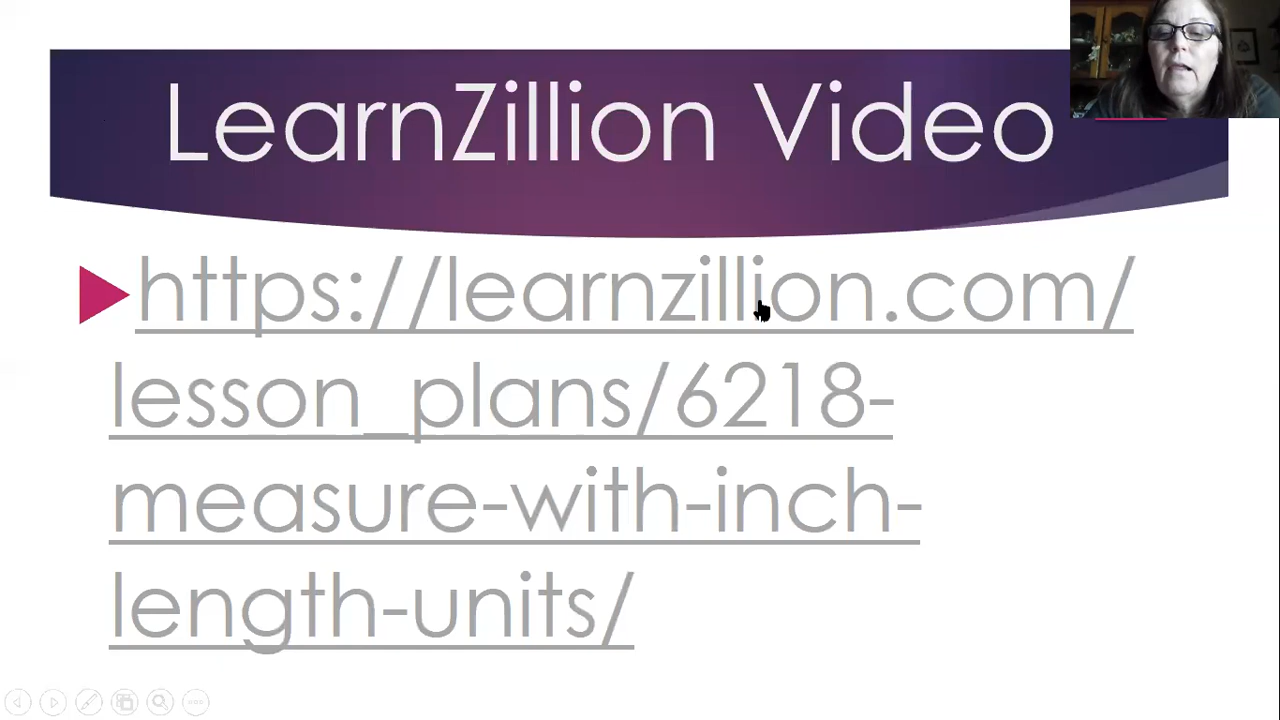 LearnZillion Video
https://learnzillion.com/
lesson_plans/6218-
measure-with-inch-
length-units/